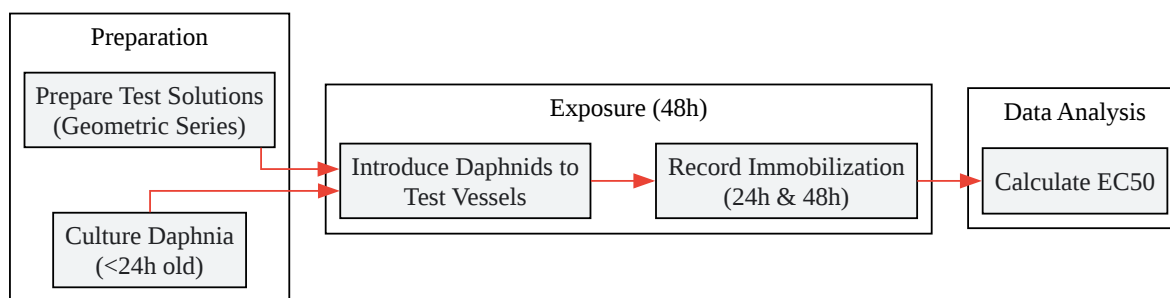 Preparation
Prepare Test Solutions
(Geometric Series)
Culture Daphnia
(<24h old)
Exposure (48h)
Introduce Daphnids to
Test Vessels
Record Immobilization
(24h & 48h)
Data Analysis
Calculate EC50